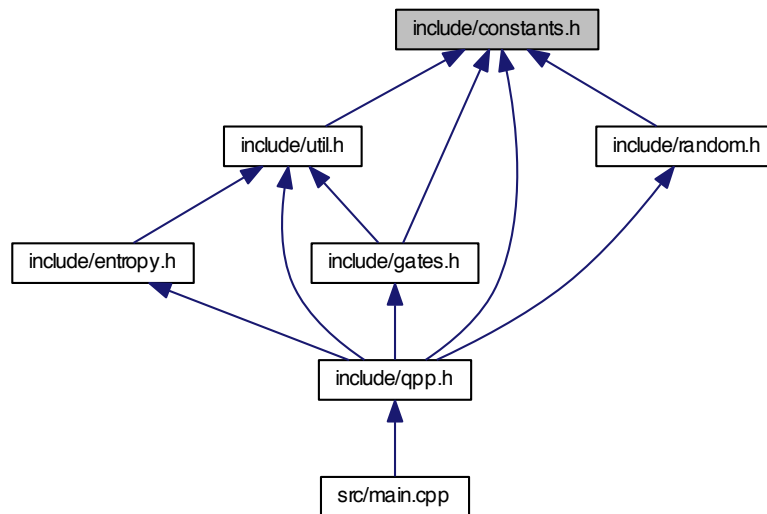 include/constants.h
include/util.h
include/random.h
include/entropy.h
include/gates.h
include/qpp.h
src/main.cpp